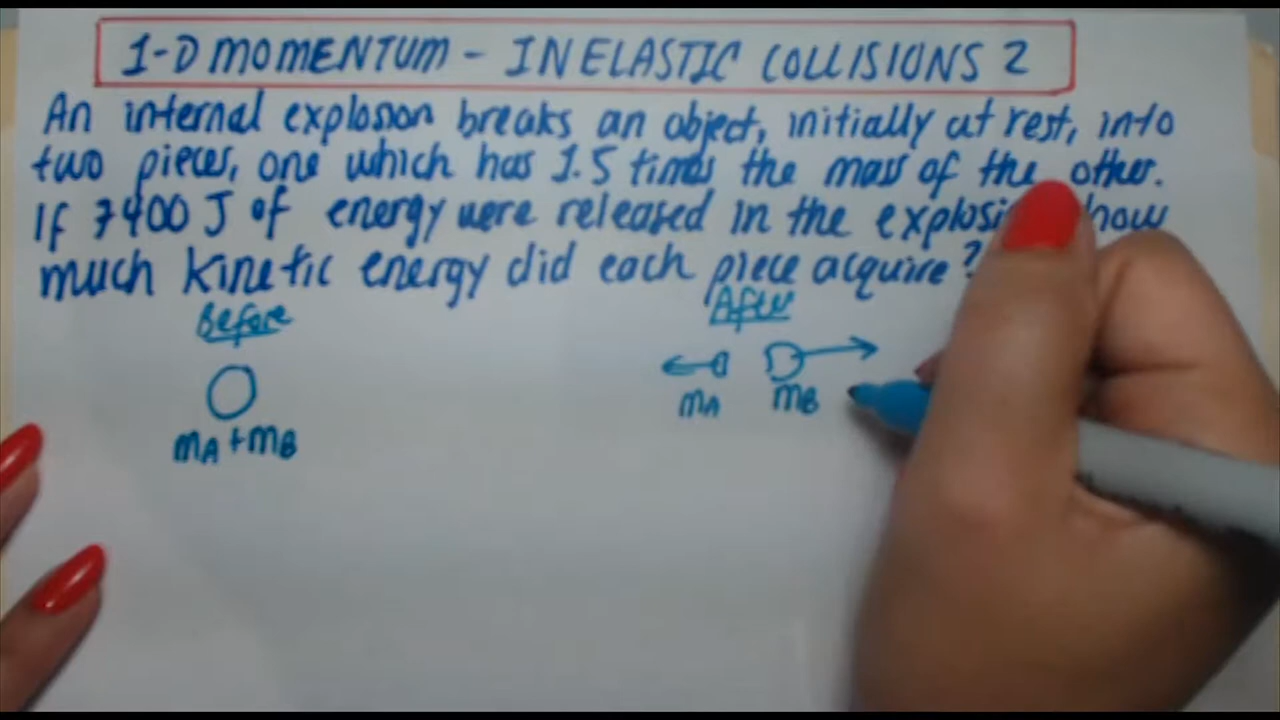 1-D MOMENTUM - INELASTIC COLLISIONS 2
An internal explosion breaks an object, initially at rest, into
two pieces, one which has 1.5 times the mass of the other.
If 7400 J of energy were released in the how
much kinetic energy did each piece acquire?
Before
After
mA mB
mA + mB